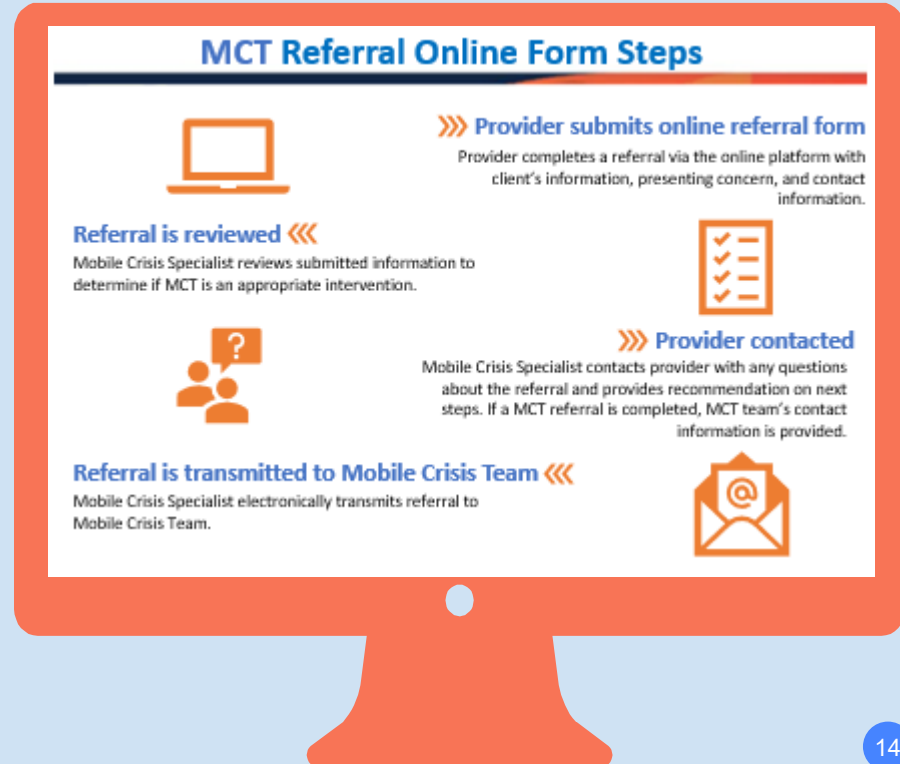 MCT Referral Online Form Steps
Provider submits online referral form
Provider completes a referral via the online platform with
client's information, presenting concern, and contact
information.
Referral is reviewed
Mobile Crisis Specialist reviews submitted information to
determine if MCT is an appropriate intervention.
?
Provider contacted
Mobile Crisis Specialist contacts provider with any questions
about the referral and provides recommendation on next
steps. If a MCT referral is completed, MCT team's contact
information is provided.
Referral is transmitted to Mobile Crisis Team
Mobile Crisis Specialist electronically transmits referral to
Mobile Crisis Team.
@
14